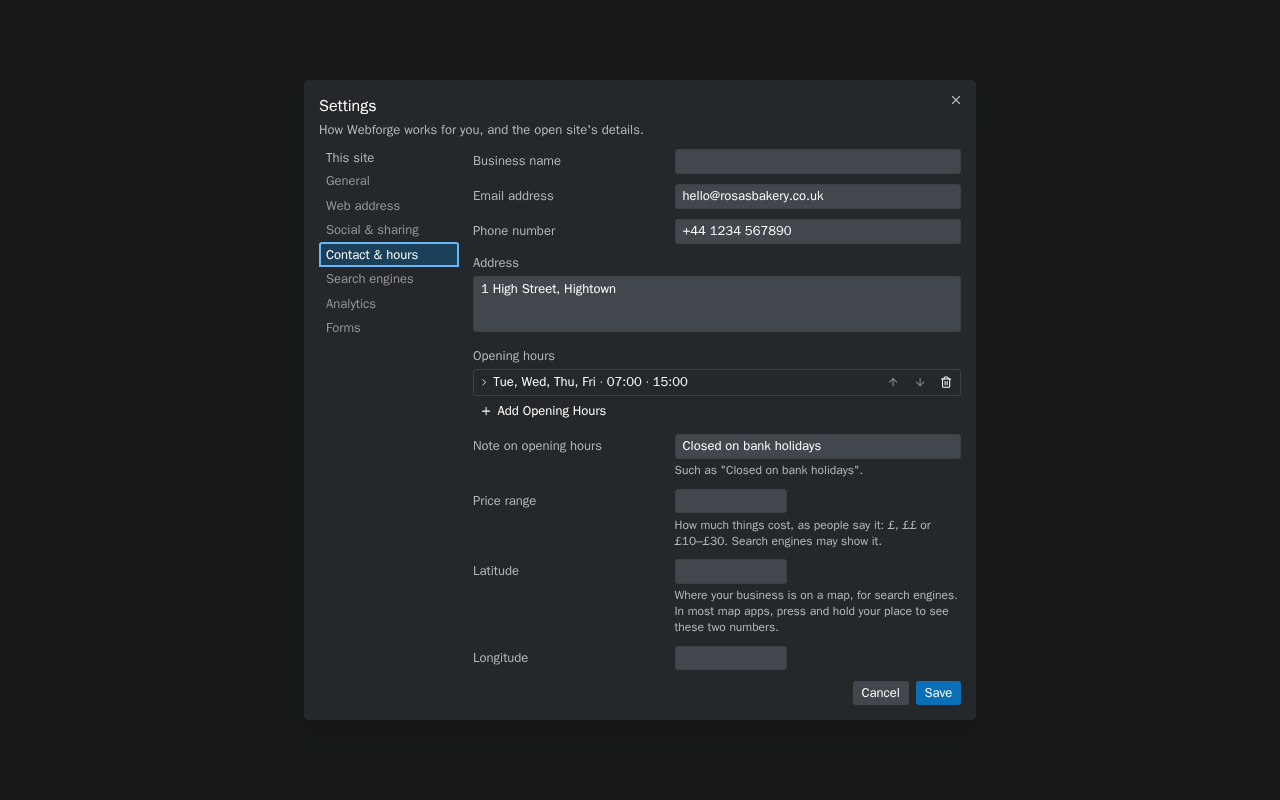 Settings
How Webforge works for you, and the open site's details.
This site
General
Web address
Social & sharing
Contact & hours
Search engines
Analytics
Forms
Business name
Email address
hello@rosasbakery.co.uk
Phone number
+44 1234 567890
Address
1 High Street, Hightown
Opening hours
Tue, Wed, Thu, Fri · 07:00 · 15:00
Add Opening Hours
Note on opening hours
Closed on bank holidays
Such as "Closed on bank holidays".
Price range
How much things cost, as people say it: £, ££ or
£10–£30. Search engines may show it.
Latitude
Where your business is on a map, for search engines.
In most map apps, press and hold your place to see
these two numbers.
Longitude
Cancel
Save